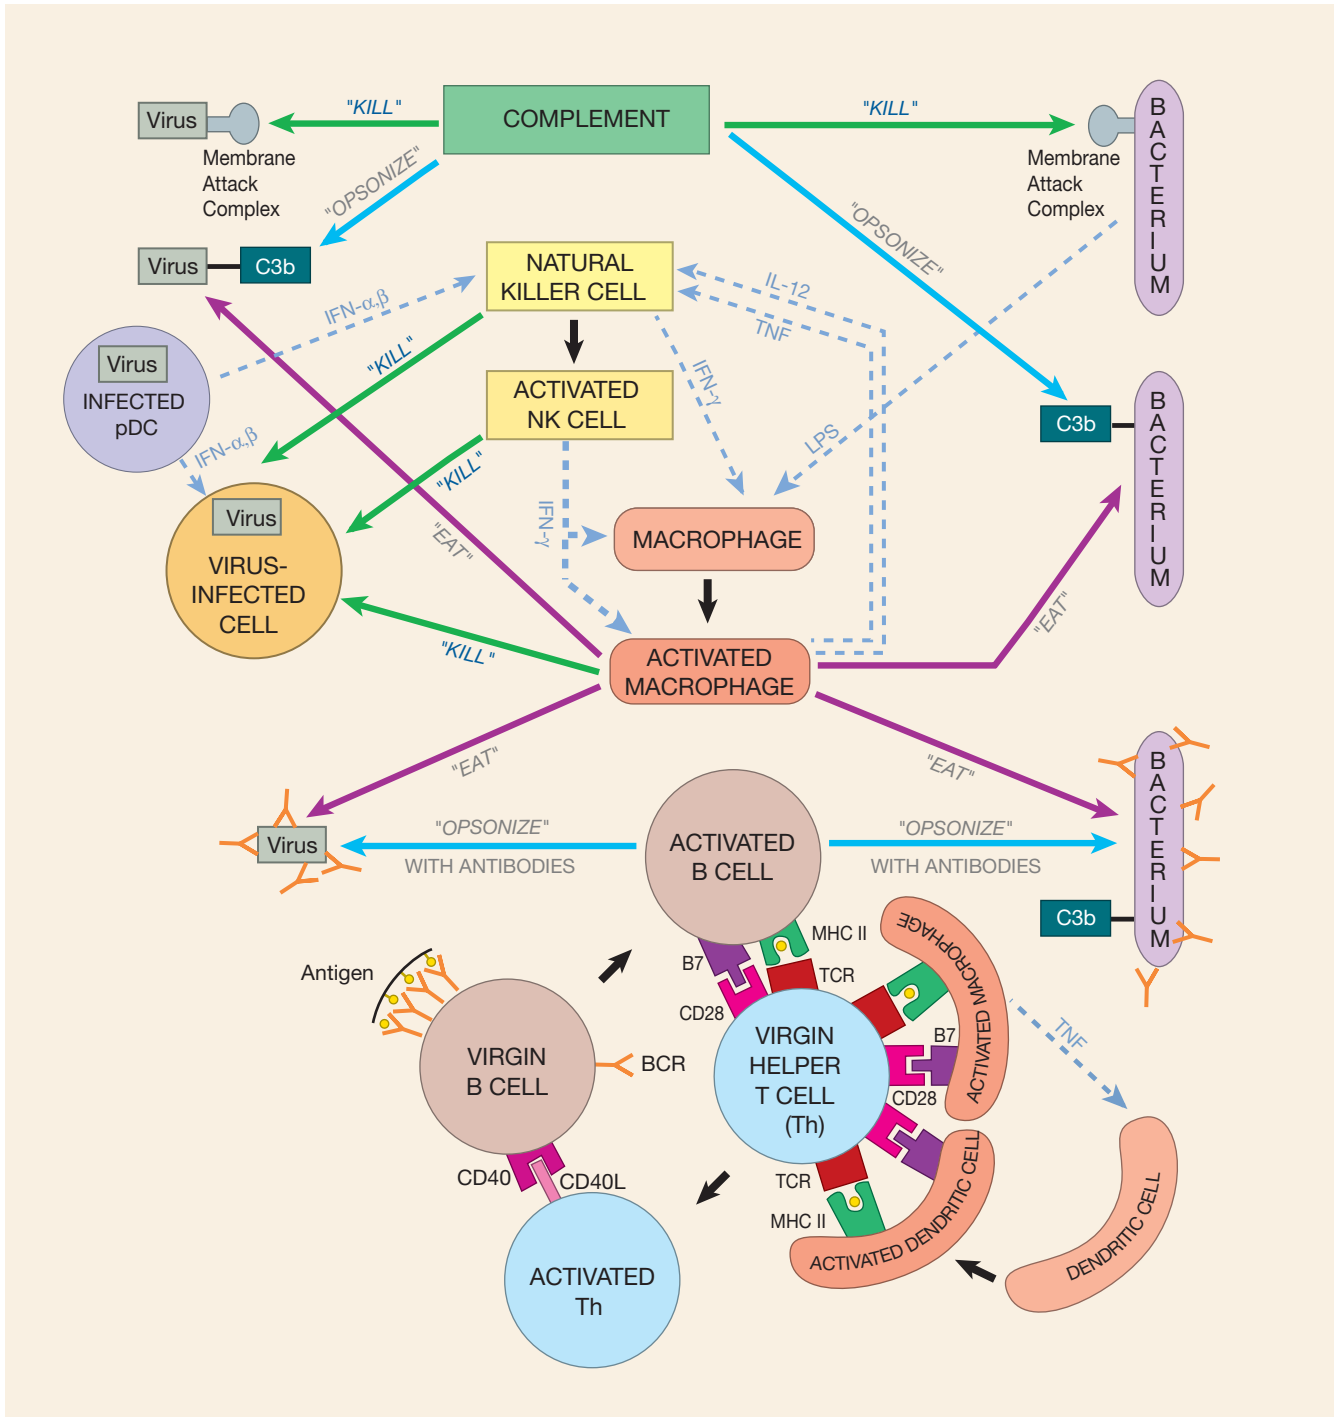 COMPLEMENT
"KILL"
Virus
Membrane
Attack
Complex
"OPSONIZE"
Virus
C3b
"KILL"
Membrane
Attack
Complex
BACTERIUM
"OPSONIZE"
NATURAL
KILLER CELL
IFN-α,β
IL-12
TNF
"KILL"
Virus
INFECTED
pDC
IFN-α,β
ACTIVATED
NK CELL
IFN-γ
LPS
C3b
BACTERIUM
"KILL"
Virus
VIRUS-
INFECTED
CELL
IFN-γ
"EAT"
MACROPHAGE
"KILL"
ACTIVATED
MACROPHAGE
"EAT"
"EAT"
"EAT"
Virus
"OPSONIZE"
WITH ANTIBODIES
ACTIVATED
B CELL
"OPSONIZE"
WITH ANTIBODIES
BACTERIUM
C3b
MHC II
B7
TCR
CD28
ACTIVATED MACROPHAGE
Antigen
VIRGIN
B CELL
BCR
VIRGIN
HELPER
T CELL
(Th)
B7
CD28
TNF
CD40
CD40L
TCR
MHC II
ACTIVATED DENDRITIC CELL
DENDRITIC CELL
ACTIVATED
Th